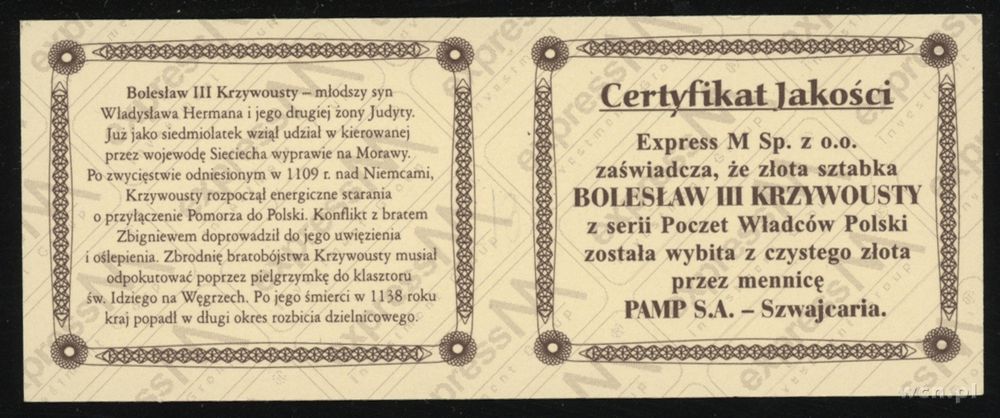 Bolesław III Krzywousty – młodszy syn
Władysława Hermana i jego drugiej żony Judyty.
Już jako siedmiolatek wziął udział w kierowanej
przez wojewodę Sieciecha wyprawie na Morawy.
Po zwycięstwie odniesionym w 1109 r. nad Niemcami,
Krzywousty rozpoczął energiczne starania
o przyłączenie Pomorza do Polski. Konflikt z bratem
Zbigniewem doprowadził do jego uwięzienia
i oślepienia. Zbrodnię bratobójstwa Krzywousty musiał
odpokutować poprzez pielgrzymkę do klasztoru
św. Idziego na Węgrzech. Po jego śmierci w 1138 roku
kraj popadł w długi okres rozbicia dzielnicowego.
Certyfikat Jakości
Express M Sp. z o.o.
zaświadcza, że złota sztabka
BOLESŁAW III KRZYWOUSTY
z serii Poczet Władców Polski
została wybita z czystego złota
przez mennicę
PAMP S.A. – Szwajcaria.
wcn.pl